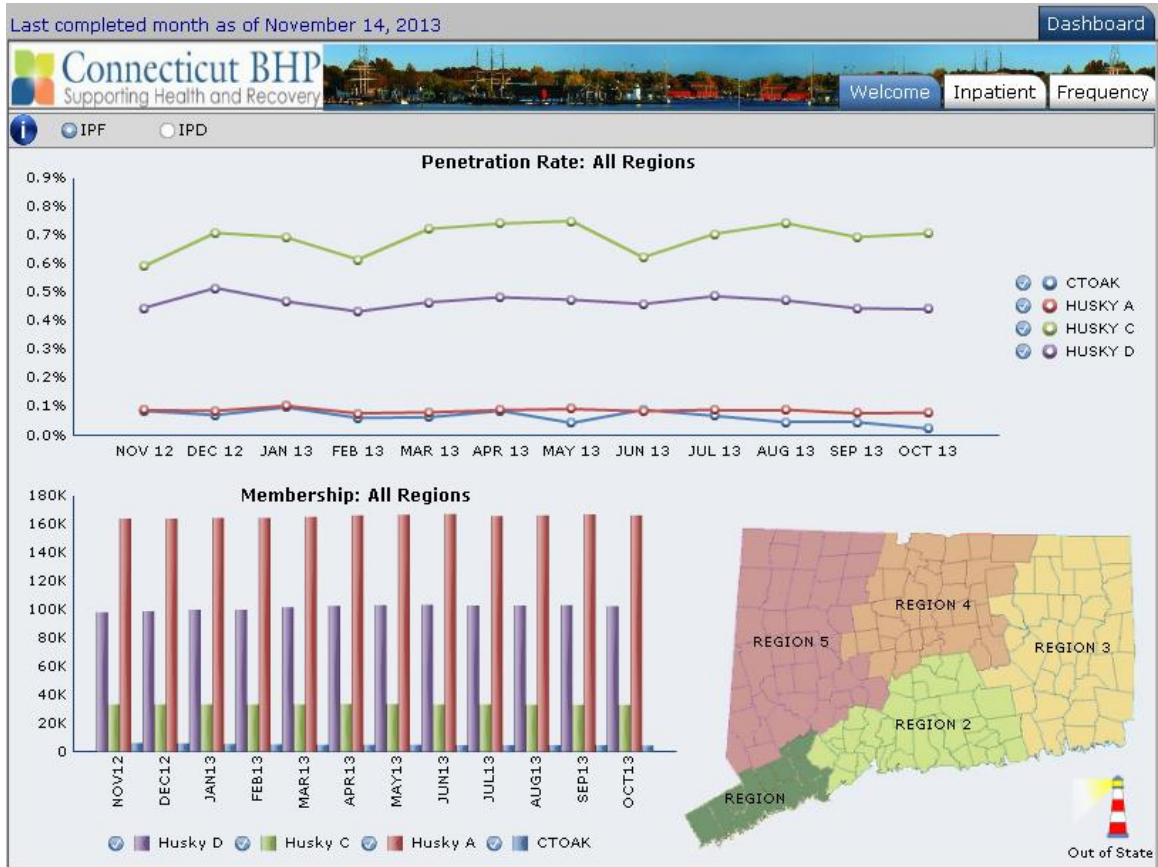 Last completed month as of November 14, 2013
Dashboard
Connecticut BHP
Supporting Health and Recovery
Welcome
Inpatient
Frequency
i
IPF
IPD
Penetration Rate: All Regions
0.9%
0.8%
0.7%
0.6%
0.5%
0.4%
0.3%
0.2%
0.1%
0.0%
NOV 12 DEC 12 JAN 13 FEB 13 MAR 13 APR 13 MAY 13 JUN 13 JUL 13 AUG 13 SEP 13 OCT 13
CTOAK
HUSKY A
HUSKY C
HUSKY D
Membership: All Regions
180K
160K
140K
120K
100K
80K
60K
40K
20K
0
NOV12
DEC12
JAN13
FEB13
MAR13
APR13
MAY13
JUN13
JUL13
AUG13
SEP13
OCT13
Husky D
Husky C
Husky A
CTOAK
REGION 4
REGION 5
REGION 3
REGION 2
REGION
Out of State